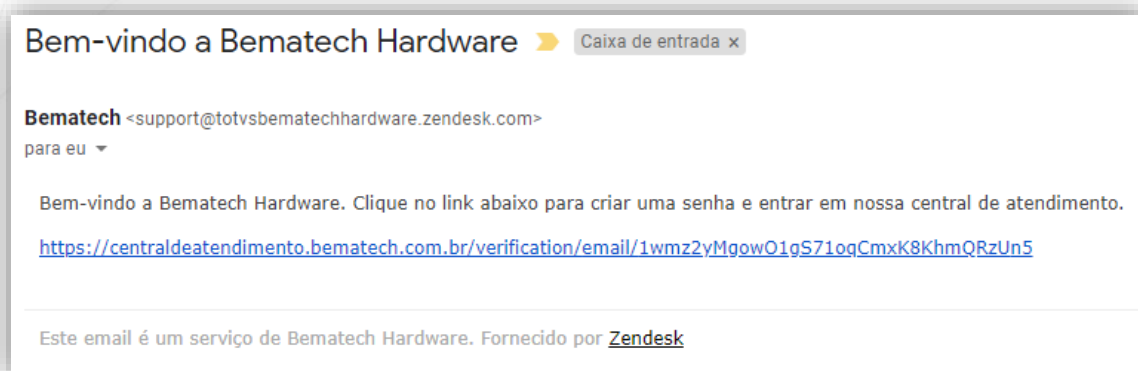 Bem-vindo a Bematech Hardware Caixa de entrada x
Bematech <support@totvsbematechhardware.zendesk.com>
para eu
Bem-vindo a Bematech Hardware. Clique no link abaixo para criar uma senha e entrar em nossa central de atendimento.
https://centraldeatendimento.bematech.com.br/verification/email/1wmz2yMgowO1gS71oqCmxK8KhmQRzUn5
Este email é um serviço de Bematech Hardware. Fornecido por Zendesk